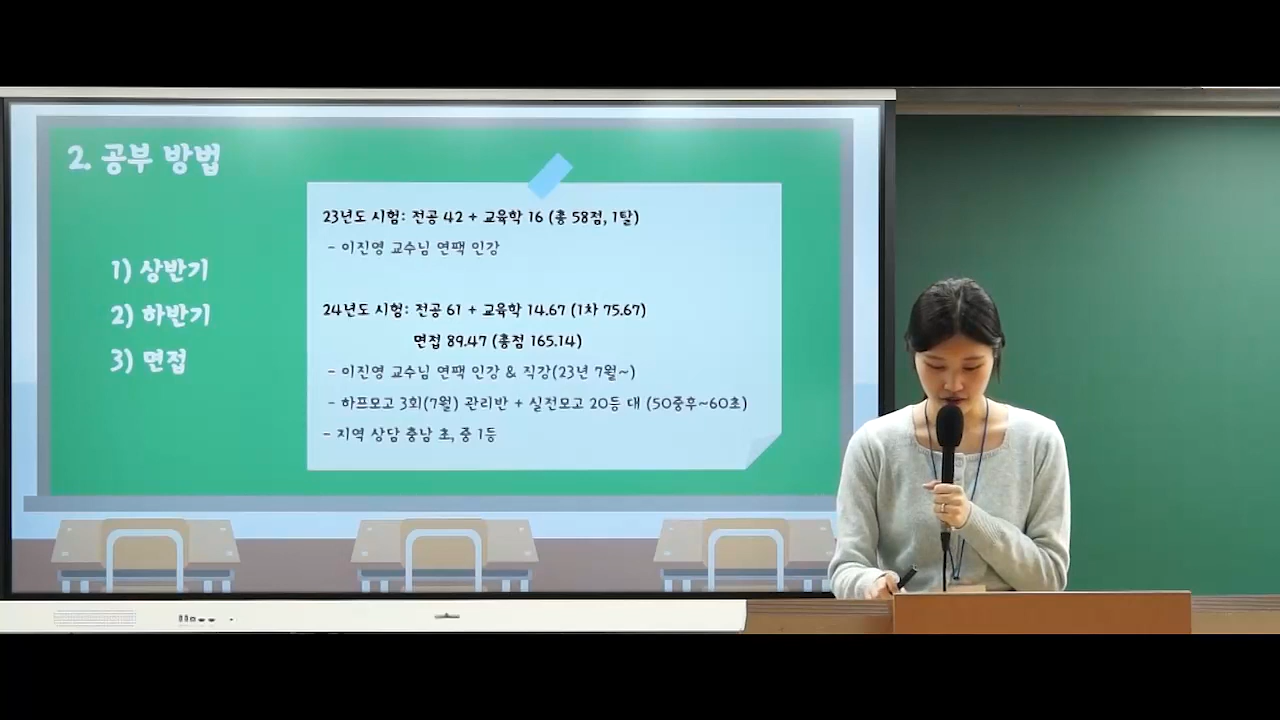 2. 공부 방법
1) 상반기
2) 하반기
3) 면접
23년도 시험: 전공 42 + 교육학 16 (총 58점, 1탈)
- 이진영 교수님 연팩 인강
24년도 시험: 전공 61 + 교육학 14.67 (1차 75.67)
면접 89.47 (총점 165.14)
- 이진영 교수님 연팩 인강 & 직강(23년 7월~)
- 하프모고 3회(7월) 관리반 + 실전모고 20등 대 (50중후~60초)
- 지역 상담 충남 초, 중 1등